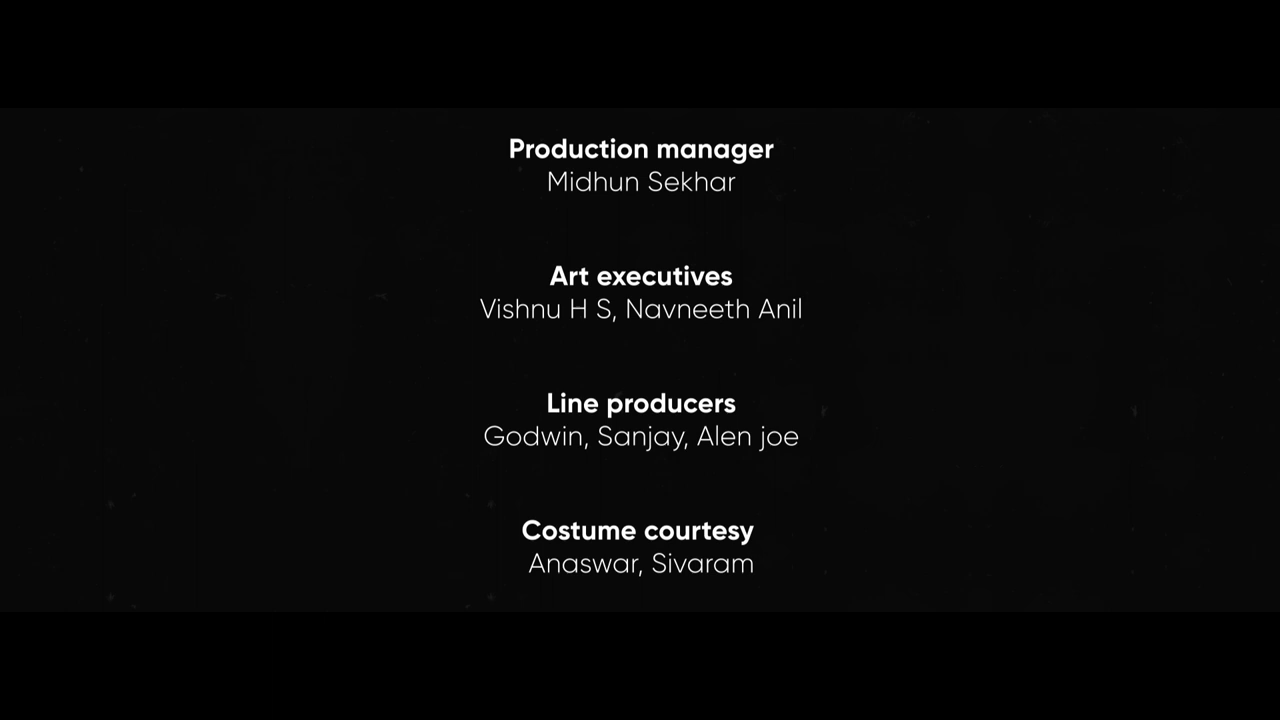 Production manager
Midhun Sekhar
Art executives
Vishnu H S, Navneeth Anil
Line producers
Godwin, Sanjay, Alen joe
Costume courtesy
Anaswar, Sivaram